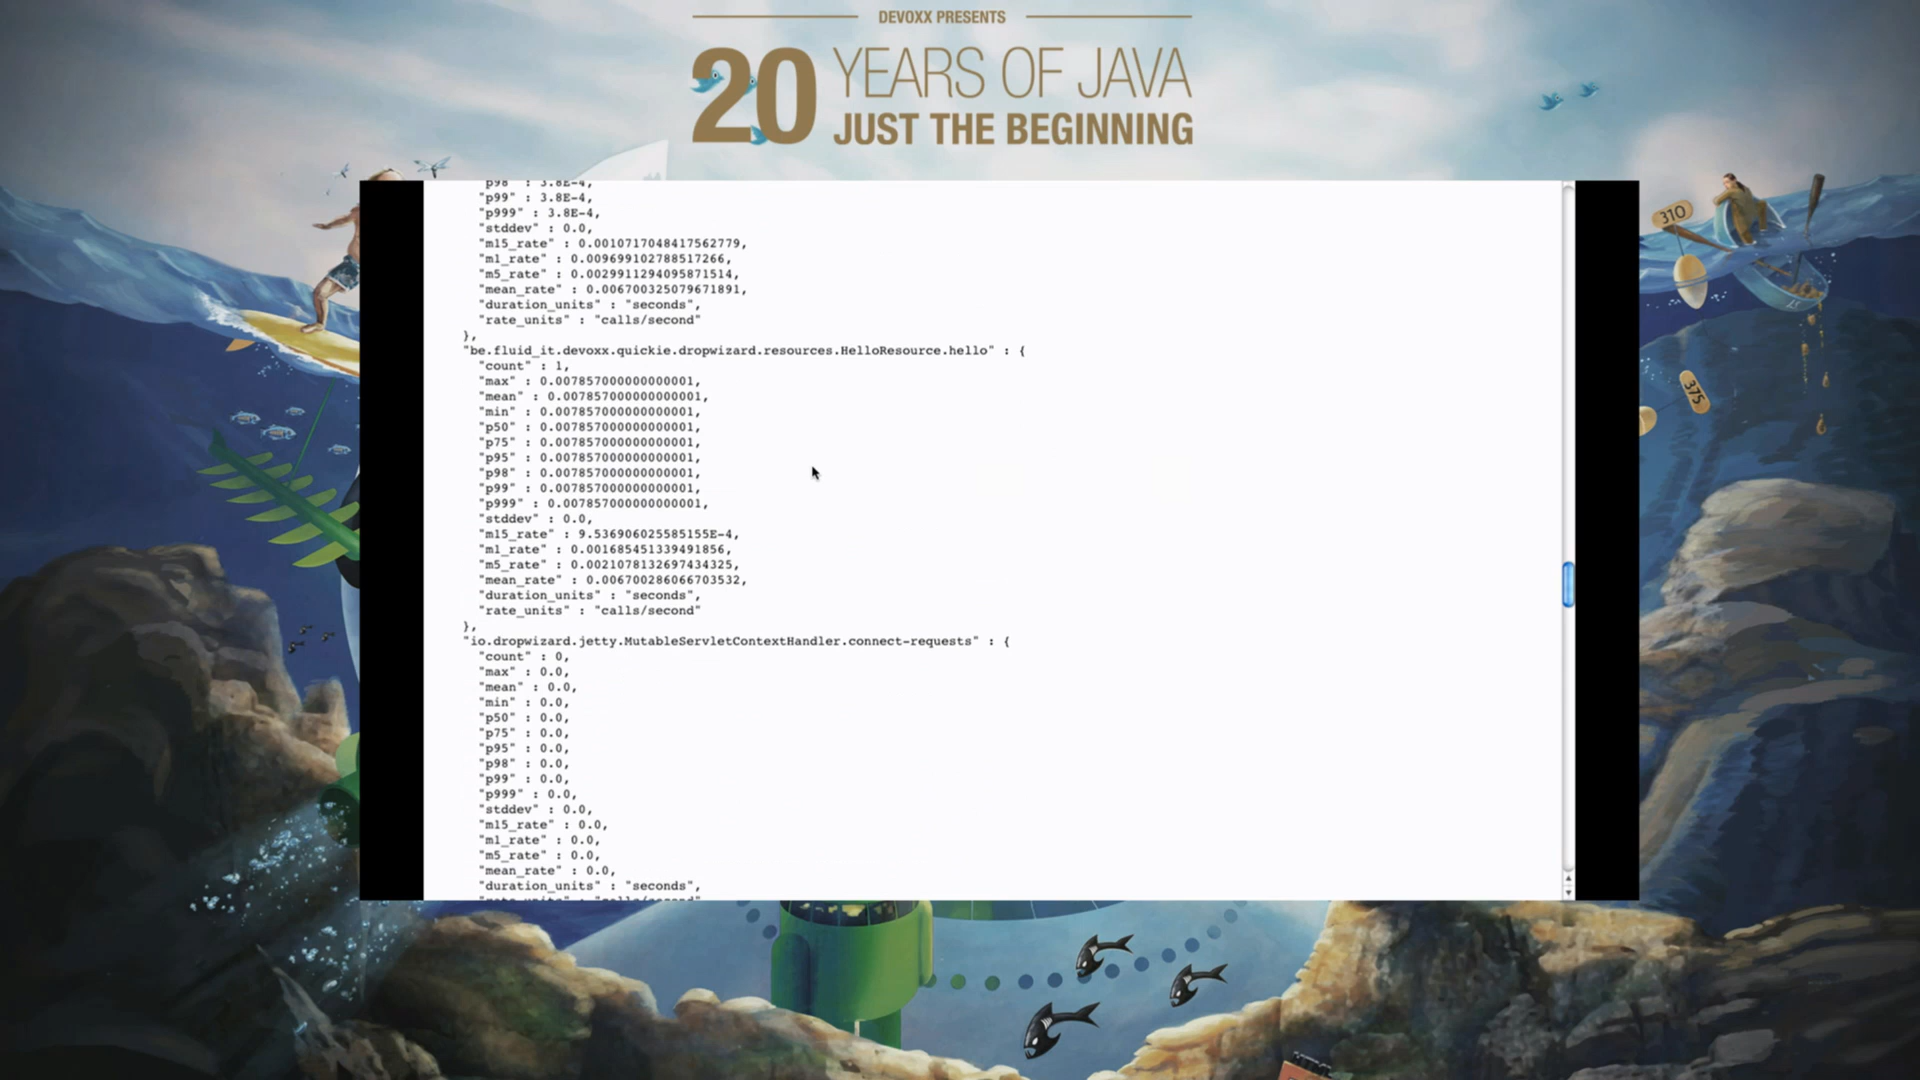 DEVOXX PRESENTS
20 YEARS OF JAVA
JUST THE BEGINNING
"p98" : 3.8E-4,
"p99" : 3.8E-4,
"p999" : 3.8E-4,
"stddev" : 0.0,
"m15_rate" : 0.0010717048417562779,
"m1_rate" : 0.009699102788517266,
"m5_rate" : 0.0029911294095871514,
"mean_rate" : 0.006700325079671891,
"duration_units" : "seconds",
"rate_units" : "calls/second"
},
"be.fluid_it.devoxx.quickie.dropwizard.resources.HelloResource.hello" : {
"count" : 1,
"max" : 0.007857000000000001,
"mean" : 0.007857000000000001,
"min" : 0.007857000000000001,
"p50" : 0.007857000000000001,
"p75" : 0.007857000000000001,
"p95" : 0.007857000000000001,
"p98" : 0.007857000000000001,
"p99" : 0.007857000000000001,
"p999" : 0.007857000000000001,
"stddev" : 0.0,
"m15_rate" : 9.536906025585155E-4,
"m1_rate" : 0.001685451339491856,
"m5_rate" : 0.0021078132697434325,
"mean_rate" : 0.006700286066703532,
"duration_units" : "seconds",
"rate_units" : "calls/second"
},
"io.dropwizard.jetty.MutableServletContextHandler.connect-requests" : {
"count" : 0,
"max" : 0.0,
"mean" : 0.0,
"min" : 0.0,
"p50" : 0.0,
"p75" : 0.0,
"p95" : 0.0,
"p98" : 0.0,
"p99" : 0.0,
"p999" : 0.0,
"stddev" : 0.0,
"m15_rate" : 0.0,
"m1_rate" : 0.0,
"m5_rate" : 0.0,
"mean_rate" : 0.0,
"duration_units" : "seconds",
310
375